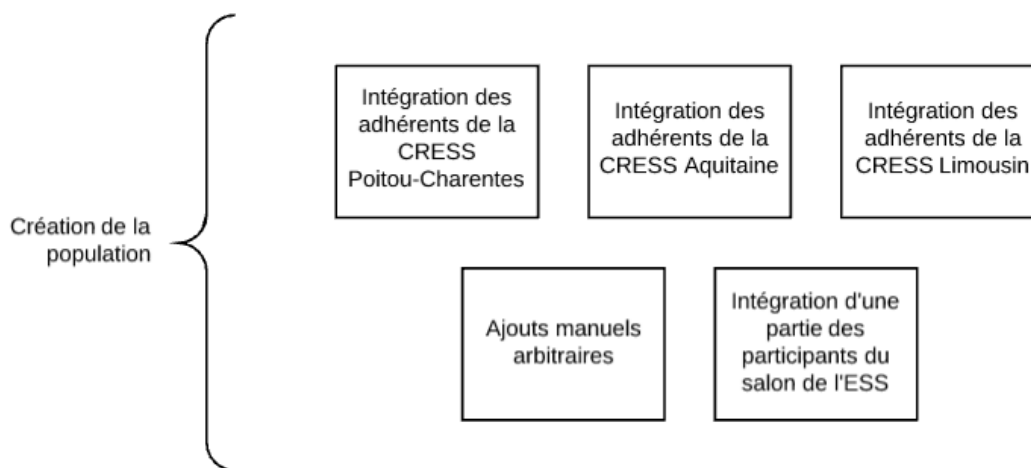 Création de la
population
Intégration des
adhérents de la
CRESS
Poitou-Charentes
Intégration des
adhérents de la
CRESS Aquitaine
Intégration des
adhérents de la
CRESS Limousin
Ajouts manuels
arbitraires
Intégration d'une
partie des
participants du
salon de l'ESS